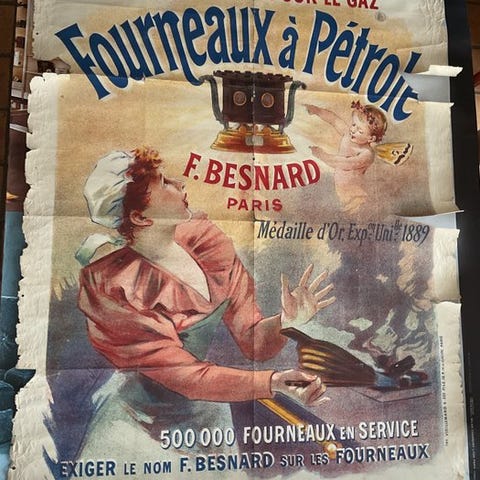 SUR LE GAZ
Fourneaux à Pétrole
F. BESNARD
PARIS
Médaille d'Or, Expon Univlle 1889
500 000 FOURNEAUX EN SERVICE
EXIGER LE NOM F. BESNARD SUR LES FOURNEAUX